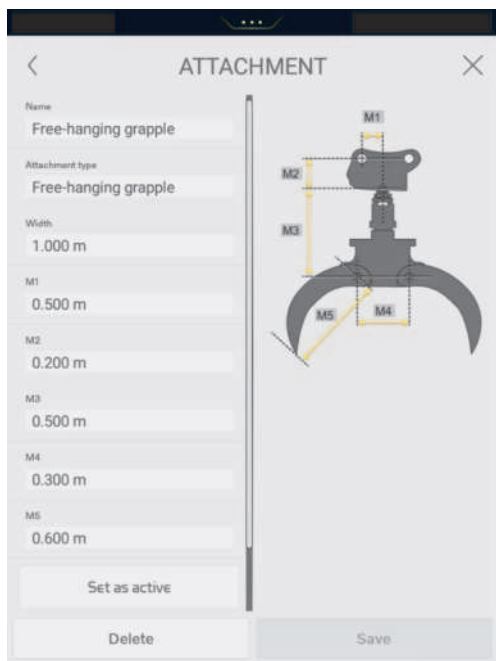 ATTACHMENT
Name
Free-hanging grapple
Attachment type
Free-hanging grapple
Width
1.000 m
M1
0.500 m
M2
0.200 m
M3
0.500 m
M4
0.300 m
M5
0.600 m
Set as active
Delete
Save
M1
M2
M3
M5
M4